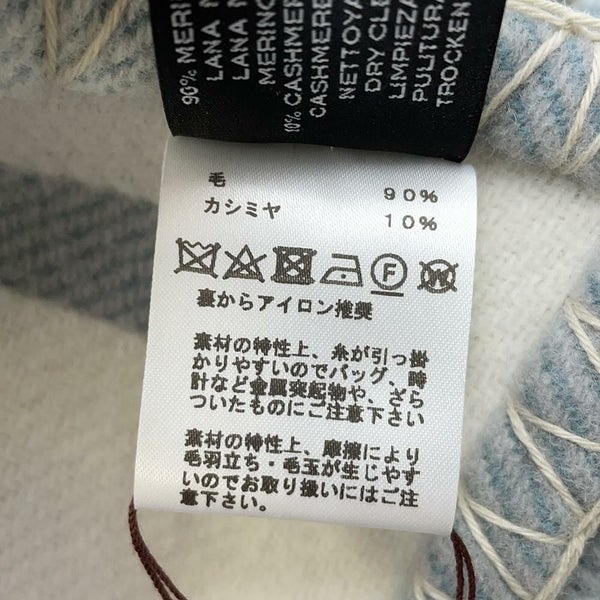 90% MERI
LANA
LANA
MERINO
10% CASHMER
CASHMERE
NETTOYA
DRY CLE
LIMPIEZA
PULITURA
TROCKEN
毛 90%
カシミヤ 10%
F
W
裏からアイロン推奨
素材の特性上、糸が引っ掛
かりやすいのでバッグ、時
計など金属突起物や、ざら
ついたものにご注意下さい
素材の特性上、摩擦により
毛羽立ち・毛玉が生じやす
いのでお取り扱いにはご注
意下さい。